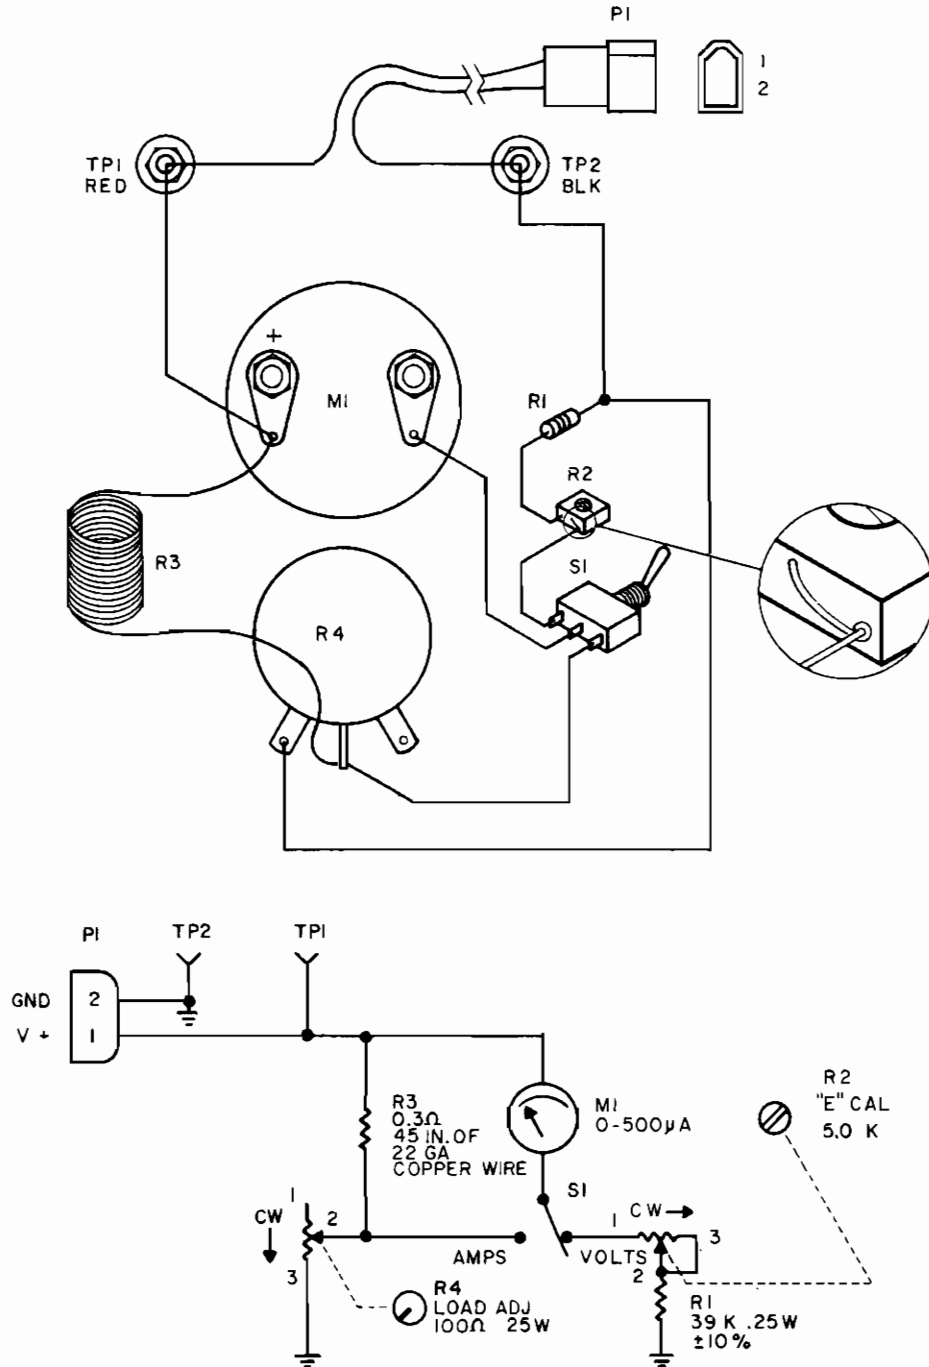 P1
1
2
TP1
RED
TP2
BLK
+
M1
R1
R2
S1
R3
R4
P1
TP2
TP1
GND
2
V +
1
R3
0.3Ω
45 IN. OF
22 GA
COPPER WIRE
M1
0-500µA
R2
"E" CAL
5.0 K
S1
CW
1
2
3
AMPS
VOLTS
CW
1
3
2
R4
LOAD ADJ
100Ω 25W
R1
39 K .25W
±10%